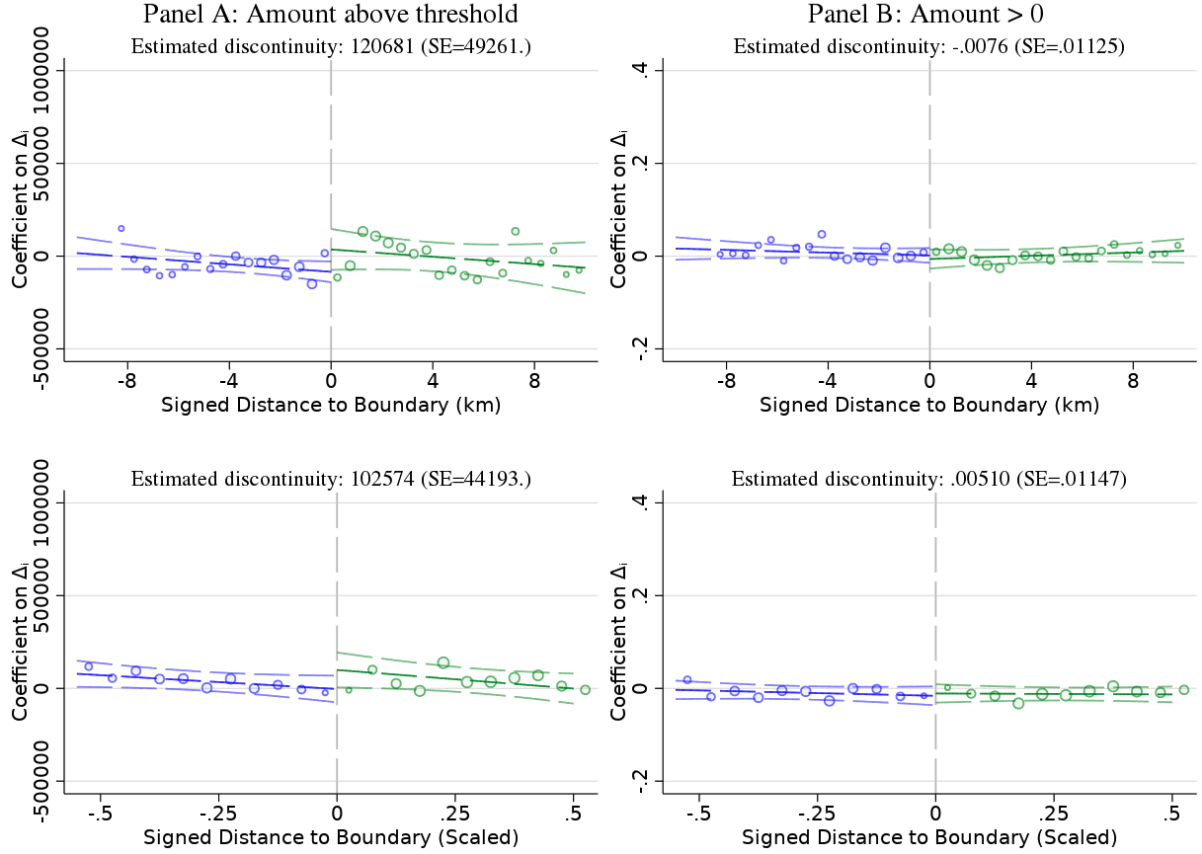 Panel A: Amount above threshold
Estimated discontinuity: 120681 (SE=49261.)
Coefficient on Δi
1000000
500000
0
-500000
-8 -4 0 4 8
Signed Distance to Boundary (km)
Panel B: Amount > 0
Estimated discontinuity: -.0076 (SE=.01125)
Coefficient on Δi
.4
.2
0
-.2
-8 -4 0 4 8
Signed Distance to Boundary (km)
Estimated discontinuity: 102574 (SE=44193.)
Coefficient on Δi
1000000
500000
0
-500000
-.5 -.25 0 .25 .5
Signed Distance to Boundary (Scaled)
Estimated discontinuity: .00510 (SE=.01147)
Coefficient on Δi
.4
.2
0
-.2
-.5 -.25 0 .25 .5
Signed Distance to Boundary (Scaled)